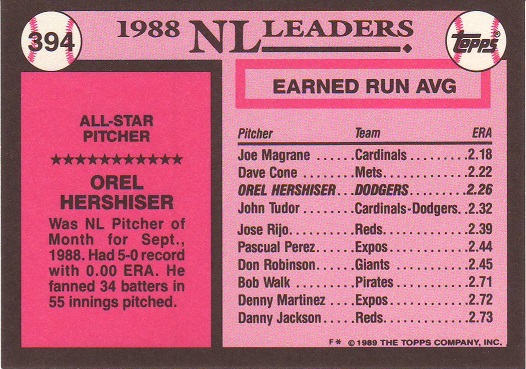 394
1988 NL LEADERS.
Topps®
ALL-STAR
PITCHER
★★★★★★★★★★★
OREL
HERSHISER
Was NL Pitcher of
Month for Sept.,
1988. Had 5-0 record
with 0.00 ERA. He
fanned 34 batters in
55 innings pitched.
EARNED RUN AVG
Pitcher Team ERA
Joe Magrane ......Cardinals.........2.18
Dave Cone ......Mets.............2.22
OREL HERSHISER...DODGERS.........2.26
John Tudor .......Cardinals-Dodgers..2.32
Jose Rijo.........Reds.............2.39
Pascual Perez.....Expos............2.44
Don Robinson.....Giants...........2.45
Bob Walk ........Pirates...........2.71
Denny Martinez ...Expos............2.72
Danny Jackson....Reds.............2.73
F* ©1989 THE TOPPS COMPANY, INC.